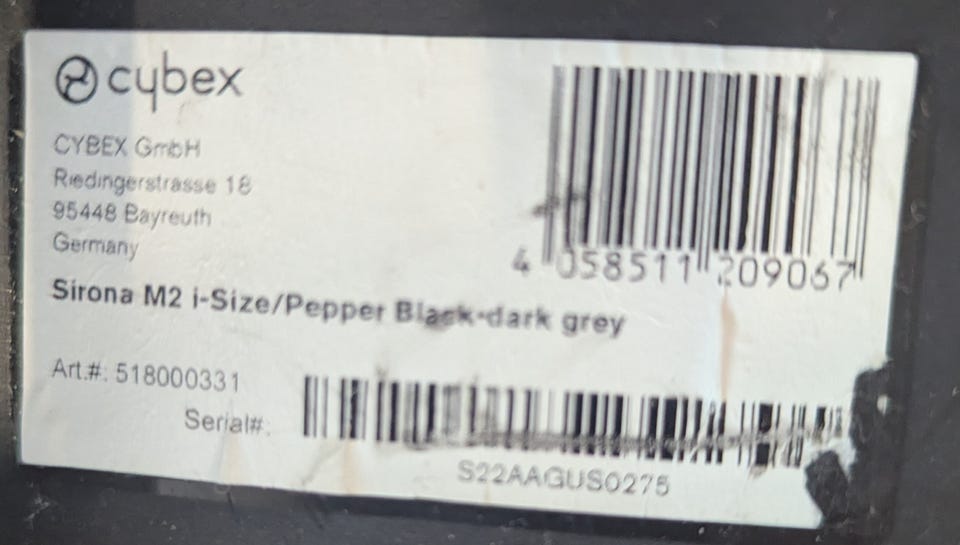 cybex
CYBEX GmbH
Riedingerstrasse 18
95448 Bayreuth
Germany
4 058511 209067
Sirona M2 i-Size/Pepper Black-dark grey
Art.#: 518000331
Serial#:
S22AAGUS0275